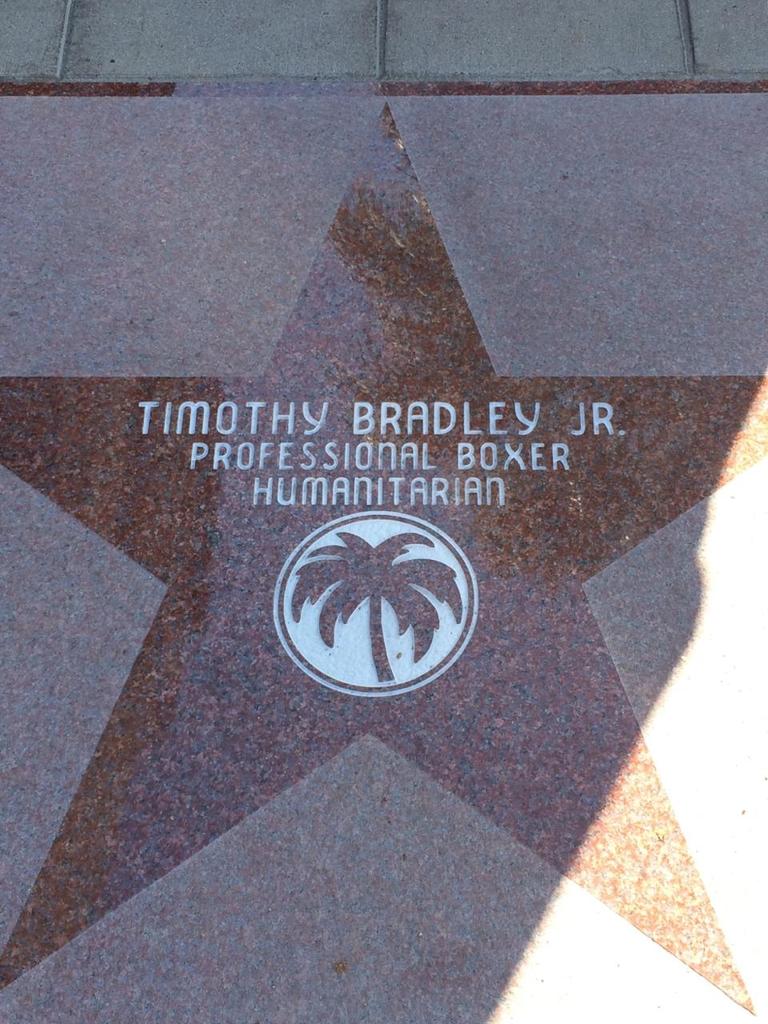 TIMOTHY BRADLEY JR.
PROFESSIONAL BOXER
HUMANITARIAN